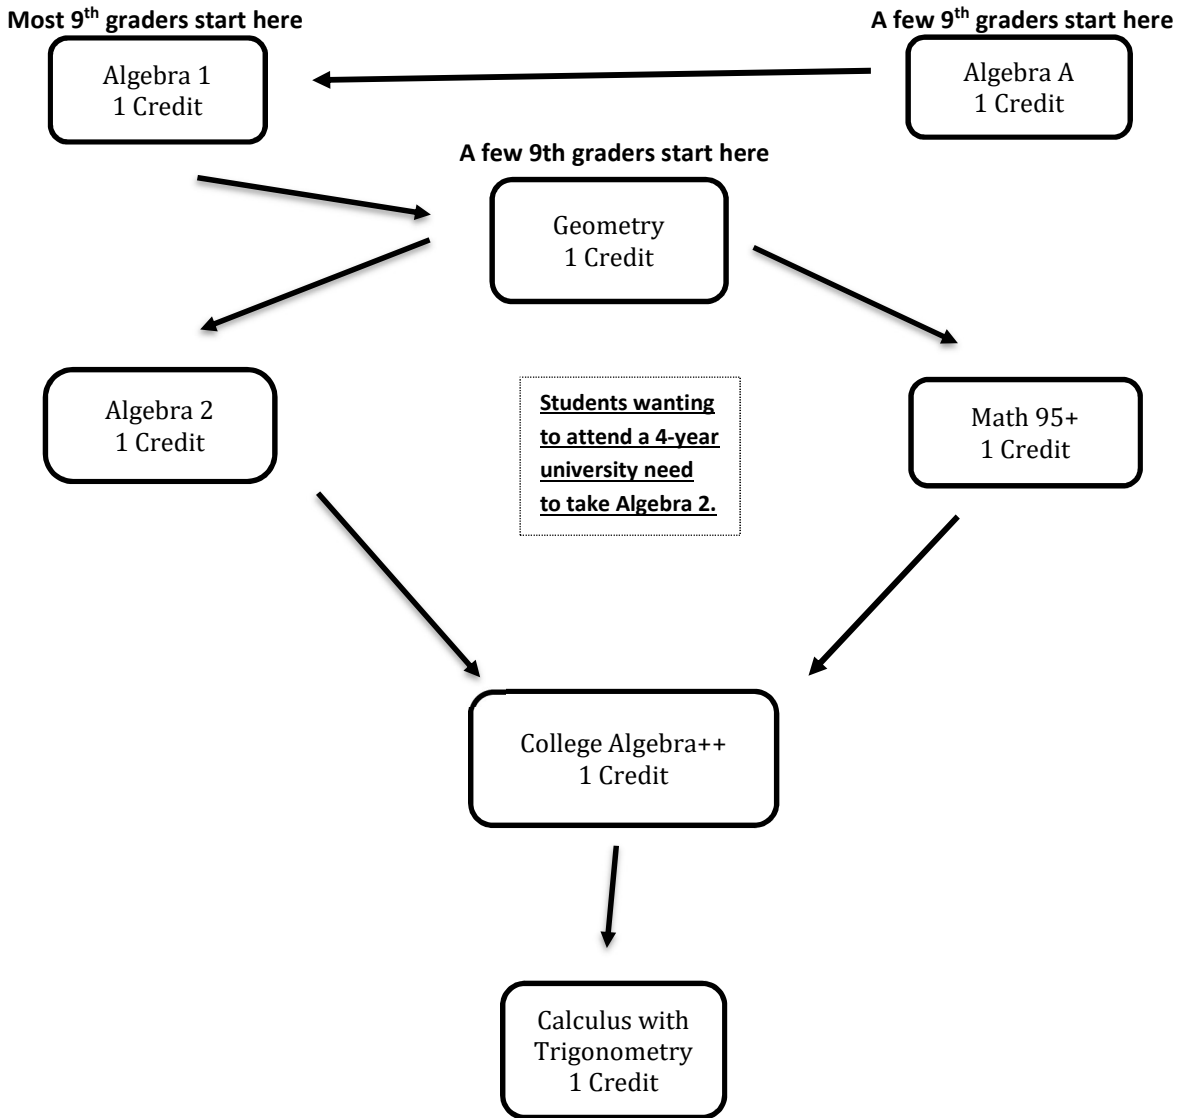 Most 9th graders start here
A few 9th graders start here
Algebra 1
1 Credit
Algebra A
1 Credit
A few 9th graders start here
Geometry
1 Credit
Algebra 2
1 Credit
Students wanting
to attend a 4-year
university need
to take Algebra 2.
Math 95+
1 Credit
College Algebra++
1 Credit
Calculus with
Trigonometry
1 Credit